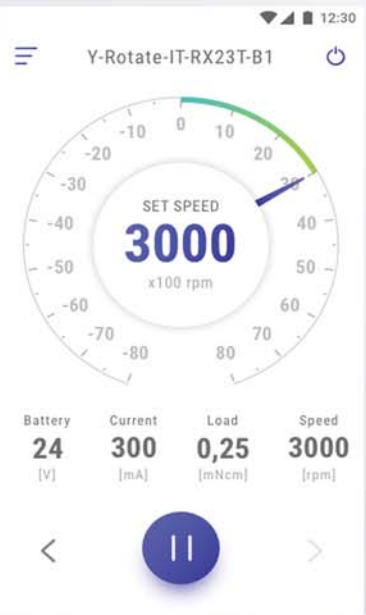 12:30
Y-Rotate-IT-RX23T-B1
0
-10 10
-20 20
-30 30
-40 40
-50 50
-60 60
-70 70
-80 80
SET SPEED
3000
x100 rpm
Battery Current Load Speed
24 300 0,25 3000
[V] [mA] [mNcm] [rpm]